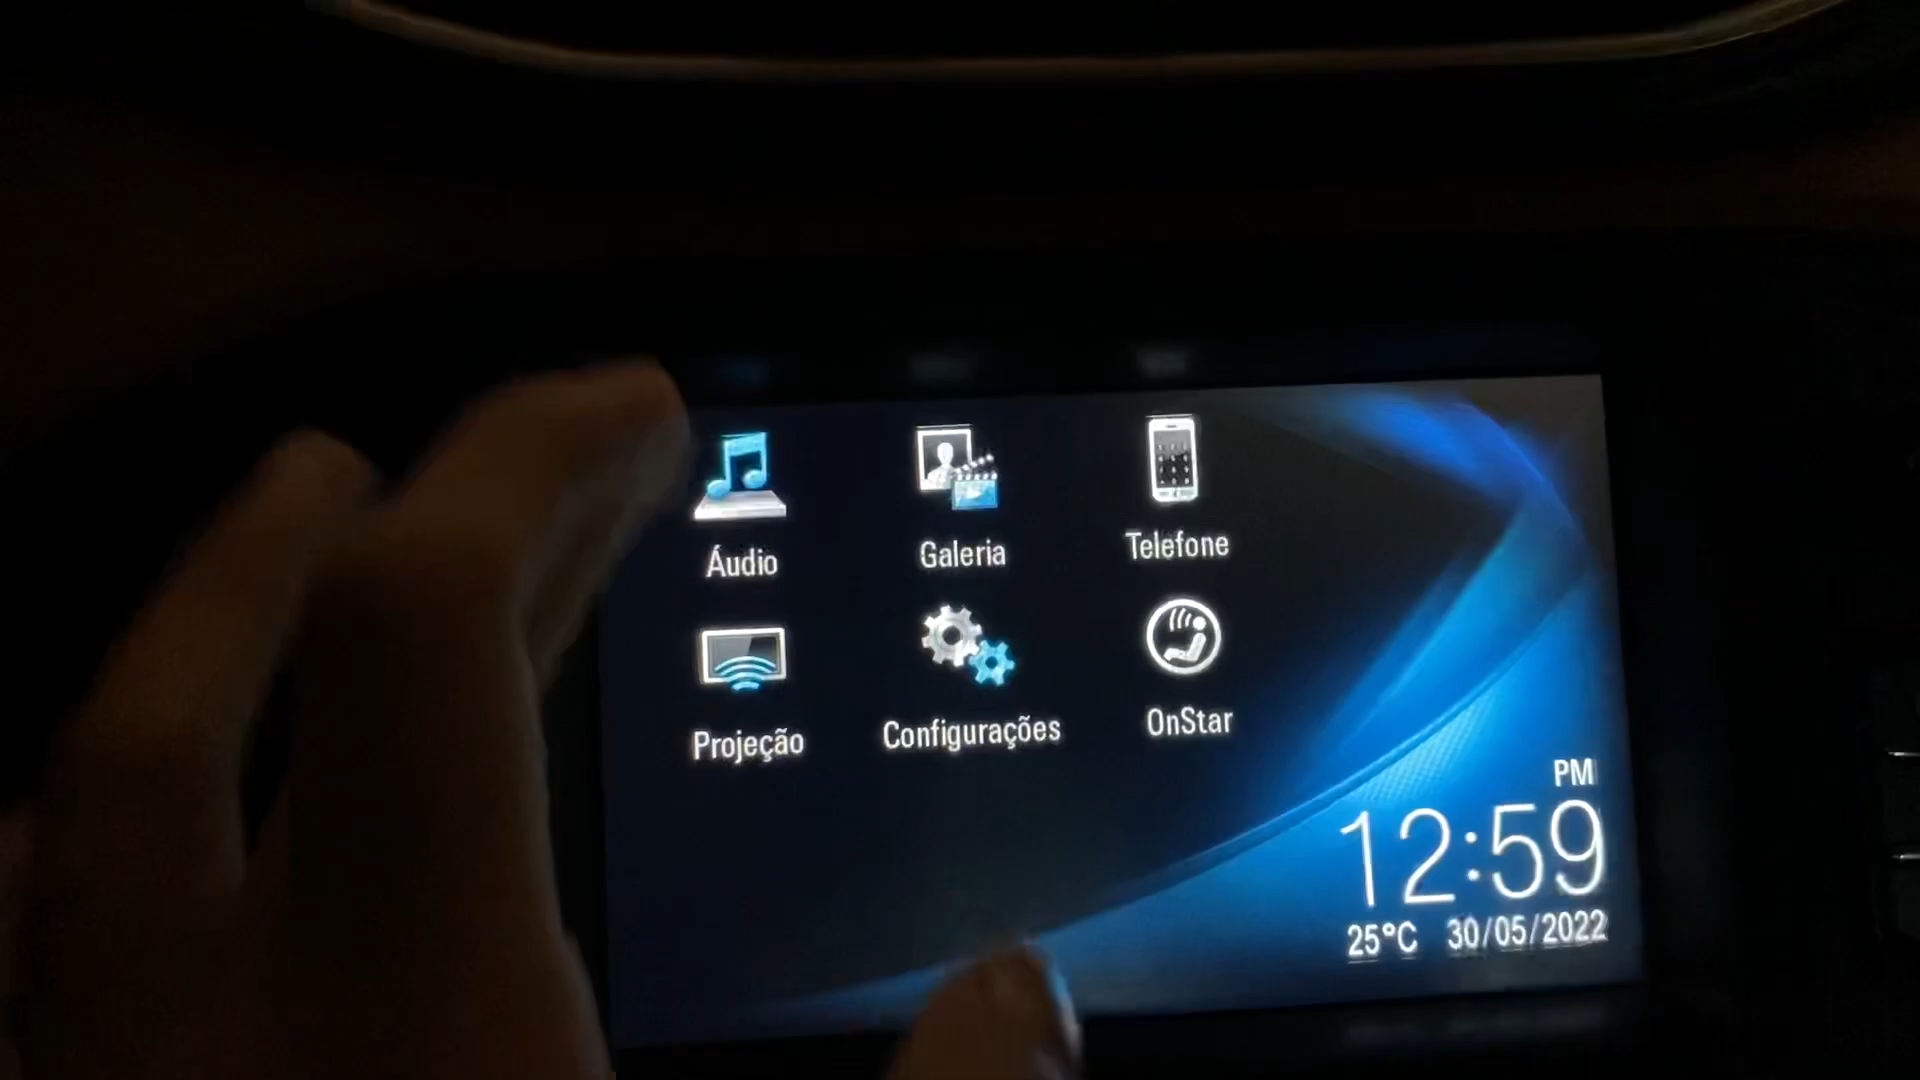 Áudio
Galeria
Telefone
Projeção
Configurações
OnStar
PM
12:59
25°C 30/05/2022